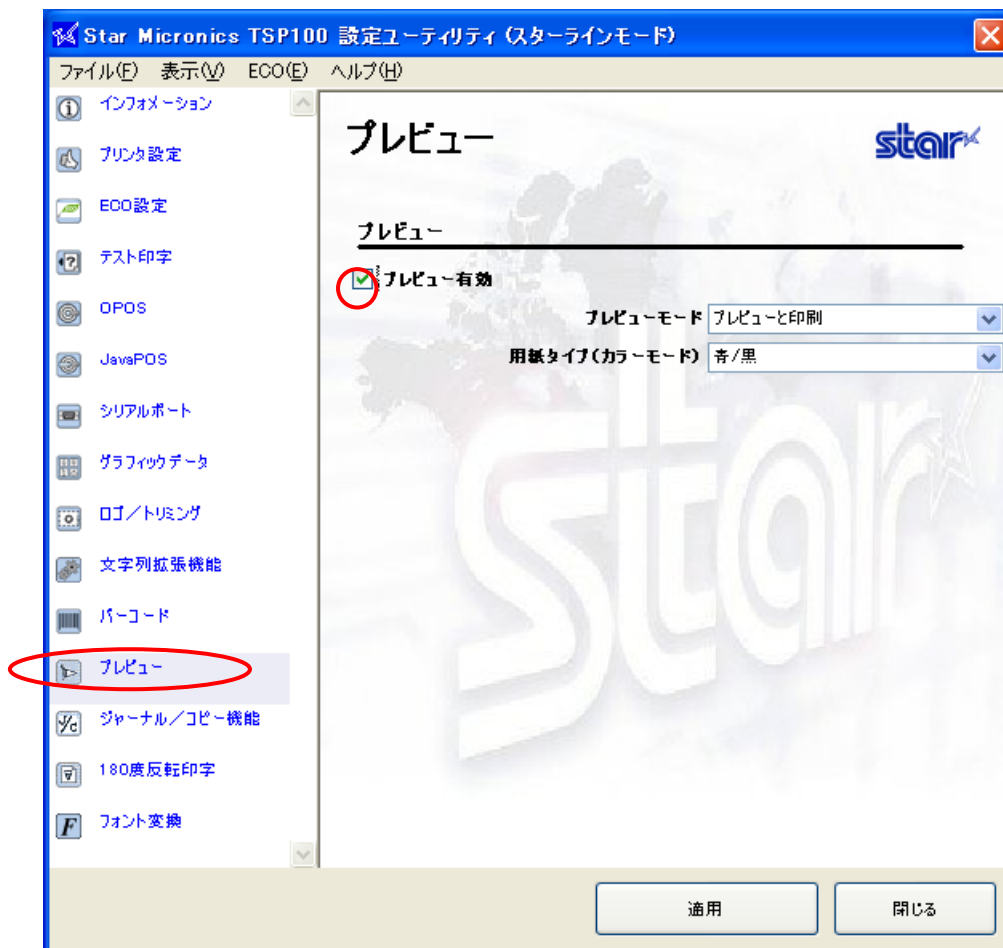 Star Micronics TSP100 設定ユーティリティ (スターラインモード)
ファイル(F) 表示(V) ECO(E) ヘルプ(H)
インフォメーション
プリンタ設定
ECO設定
テスト印字
OPOS
JavaPOS
シリアルポート
グラフィックデータ
ロゴ／トリミング
文字列拡張機能
バーコード
プレビュー
ジャーナル／コピー機能
180度反転印字
フォント変換
プレビュー
star
プレビュー
プレビュー有効
プレビューモード プレビューと印刷
用紙タイプ(カラーモード) 青/黒
star
適用
閉じる